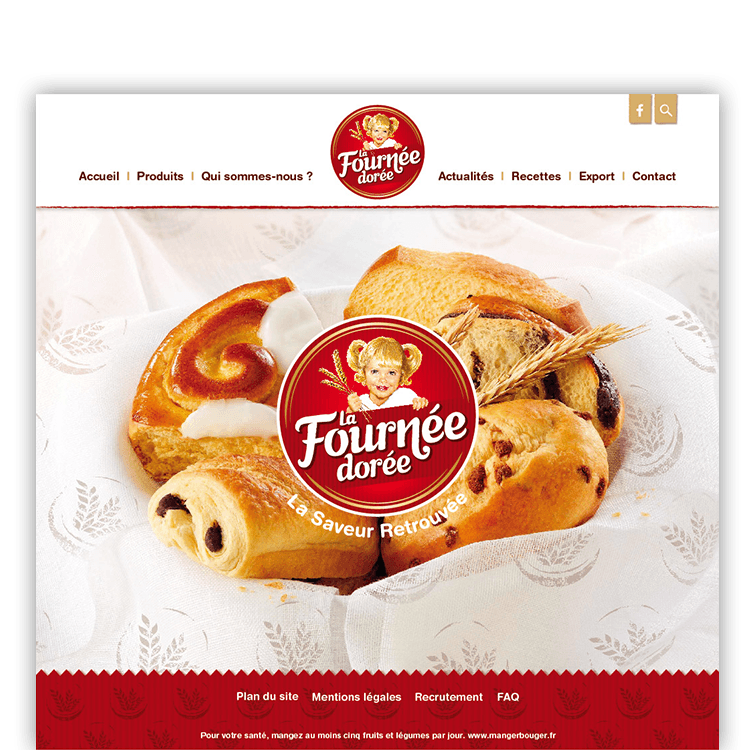 La
Fournée
dorée
Accueil | Produits | Qui sommes-nous ?
Actualités | Recettes | Export | Contact
La
Fournée
dorée
La Saveur Retrouvée
Plan du site Mentions légales Recrutement FAQ
Pour votre santé, mangez au moins cinq fruits et légumes par jour. www.mangerbouger.fr